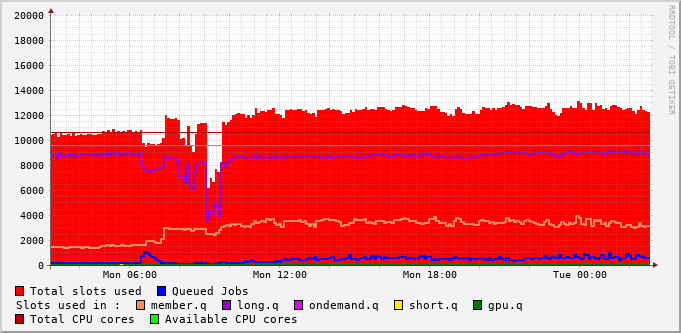 20000
18000
16000
14000
12000
10000
8000
6000
4000
2000
0
Mon 06:00 Mon 12:00 Mon 18:00 Tue 00:00
RRDTOOL / TOBI OETIKER
Total slots used Queued Jobs
Slots used in : member.q long.q ondemand.q short.q gpu.q
Total CPU cores Available CPU cores